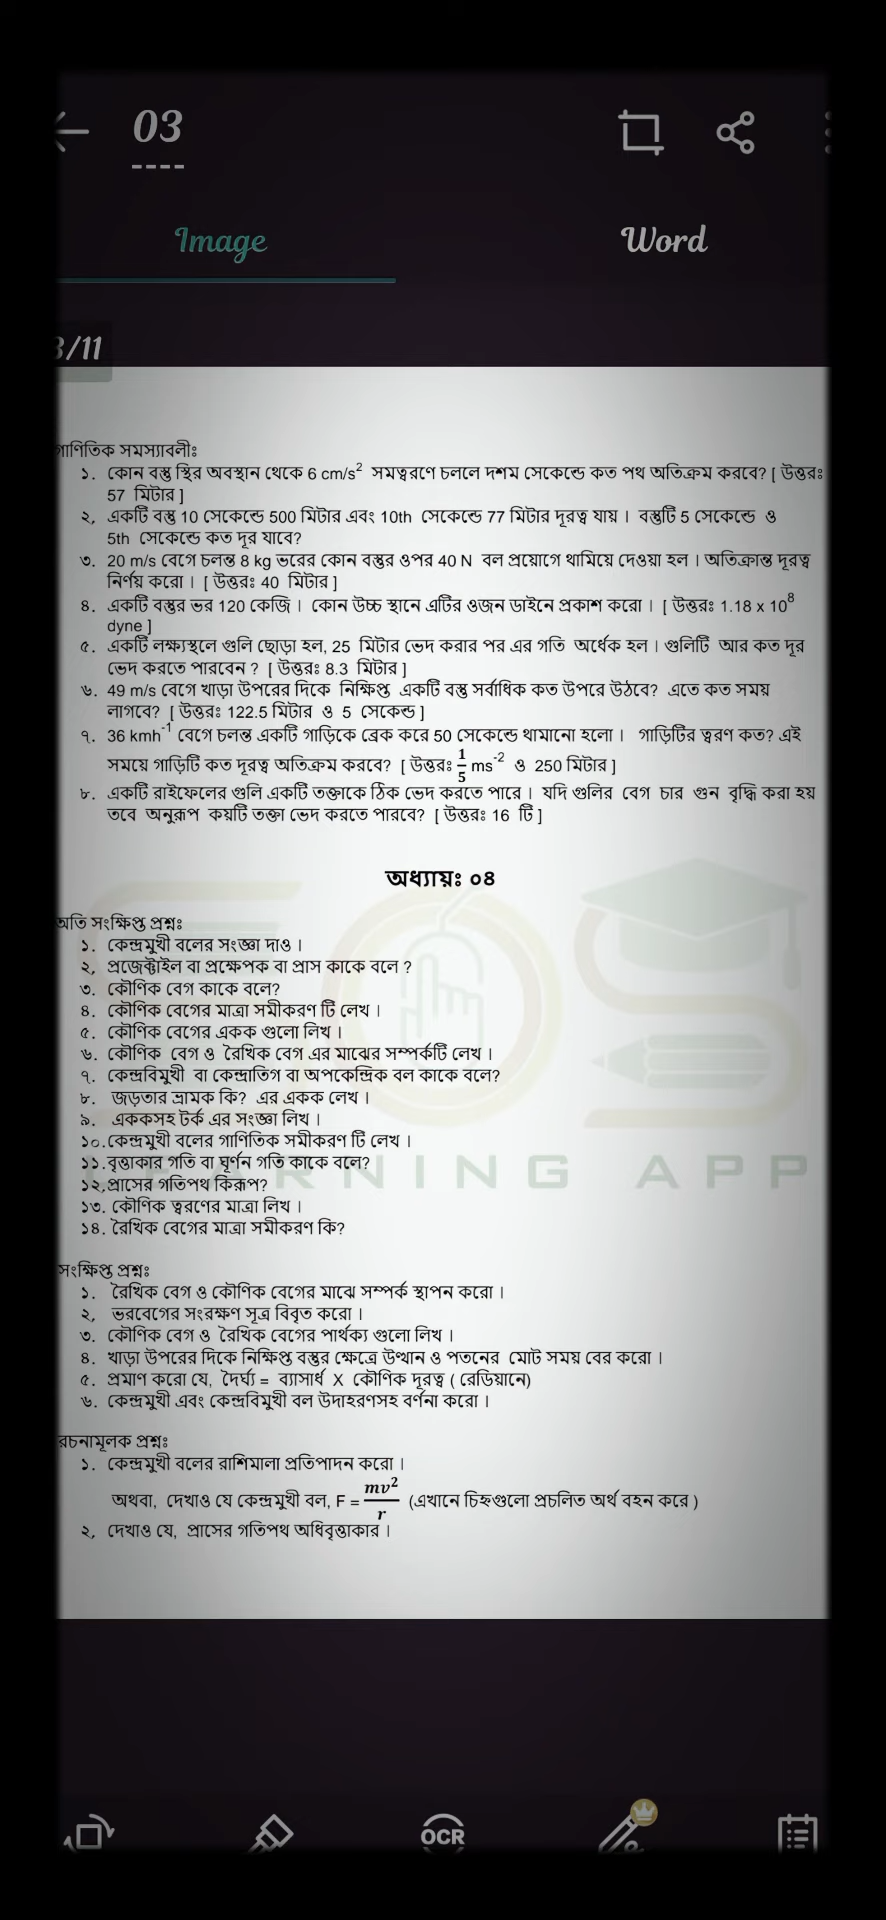 03
Image Word
3/11
গাণিতিক সমস্যাবলীঃ
১. কোন বস্তু স্থির অবস্থান থেকে 6 cm/s² সমত্বরণে চললে দশম সেকেন্ডে কত পথ অতিক্রম করবে? [ উত্তরঃ
57 মিটার ]
২, একটি বস্তু 10 সেকেন্ডে 500 মিটার এবং 10th সেকেন্ডে 77 মিটার দূরত্ব যায়। বস্তুটি 5 সেকেন্ডে ও
5th সেকেন্ডে কত দূর যাবে?
৩. 20 m/s বেগে চলন্ত 8 kg ভরের কোন বস্তুর ওপর 40 N বল প্রয়োগে থামিয়ে দেওয়া হল। অতিক্রান্ত দূরত্ব
নির্ণয় করো। [ উত্তরঃ 40 মিটার ]
৪. একটি বস্তুর ভর 120 কেজি। কোন উচ্চ স্থানে এটির ওজন ডাইনে প্রকাশ করো। [ উত্তরঃ 1.18 x 10⁸
dyne ]
৫. একটি লক্ষ্যস্থলে গুলি ছোড়া হল, 25 মিটার ভেদ করার পর এর গতি অর্ধেক হল। গুলিটি আর কত দূর
ভেদ করতে পারবেন ? [ উত্তরঃ 8.3 মিটার ]
৬. 49 m/s বেগে খাড়া উপরের দিকে নিক্ষিপ্ত একটি বস্তু সর্বাধিক কত উপরে উঠবে? এতে কত সময়
লাগবে? [ উত্তরঃ 122.5 মিটার ও 5 সেকেন্ড ]
৭. 36 kmh⁻¹ বেগে চলন্ত একটি গাড়িকে ব্রেক করে 50 সেকেন্ডে থামানো হলো। গাড়িটির ত্বরণ কত? এই
সময়ে গাড়িটি কত দূরত্ব অতিক্রম করবে? [ উত্তরঃ 1/5 ms⁻² ও 250 মিটার ]
৮. একটি রাইফেলের গুলি একটি তক্তাকে ঠিক ভেদ করতে পারে। যদি গুলির বেগ চার গুন বৃদ্ধি করা হয়
তবে অনুরূপ কয়টি তক্তা ভেদ করতে পারবে? [ উত্তরঃ 16 টি ]
অধ্যায়ঃ ০৪
অতি সংক্ষিপ্ত প্রশ্নঃ
১. কেন্দ্রমুখী বলের সংজ্ঞা দাও।
২, প্রজেক্টাইল বা প্রক্ষেপক বা প্রাস কাকে বলে ?
৩. কৌণিক বেগ কাকে বলে?
৪. কৌণিক বেগের মাত্রা সমীকরণ টি লেখ।
৫. কৌণিক বেগের একক গুলো লিখ।
৬. কৌণিক বেগ ও রৈখিক বেগ এর মাঝের সম্পর্কটি লেখ।
৭. কেন্দ্রবিমুখী বা কেন্দ্রাতিগ বা অপকেন্দ্রিক বল কাকে বলে?
৮. জড়তার ভ্রামক কি? এর একক লেখ।
৯. এককসহ টর্ক এর সংজ্ঞা লিখ।
১০.কেন্দ্রমুখী বলের গাণিতিক সমীকরণ টি লেখ।
১১.বৃত্তাকার গতি বা ঘূর্ণন গতি কাকে বলে?
LEARNING APP
১২,প্রাসের গতিপথ কিরূপ?
১৩. কৌণিক ত্বরণের মাত্রা লিখ।
১৪. রৈখিক বেগের মাত্রা সমীকরণ কি?
সংক্ষিপ্ত প্রশ্নঃ
১. রৈখিক বেগ ও কৌণিক বেগের মাঝে সম্পর্ক স্থাপন করো।
২, ভরবেগের সংরক্ষণ সূত্র বিবৃত করো।
৩. কৌণিক বেগ ও রৈখিক বেগের পার্থক্য গুলো লিখ।
৪. খাড়া উপরের দিকে নিক্ষিপ্ত বস্তুর ক্ষেত্রে উত্থান ও পতনের মোট সময় বের করো।
৫. প্রমাণ করো যে, দৈর্ঘ্য = ব্যাসার্ধ X কৌণিক দূরত্ব ( রেডিয়ানে)
৬. কেন্দ্রমুখী এবং কেন্দ্রবিমুখী বল উদাহরণসহ বর্ণনা করো।
রচনামূলক প্রশ্নঃ
১. কেন্দ্রমুখী বলের রাশিমালা প্রতিপাদন করো।
অথবা, দেখাও যে কেন্দ্রমুখী বল, F = mv²/r (এখানে চিহ্নগুলো প্রচলিত অর্থ বহন করে )
২, দেখাও যে, প্রাসের গতিপথ অধিবৃত্তাকার।
OCR